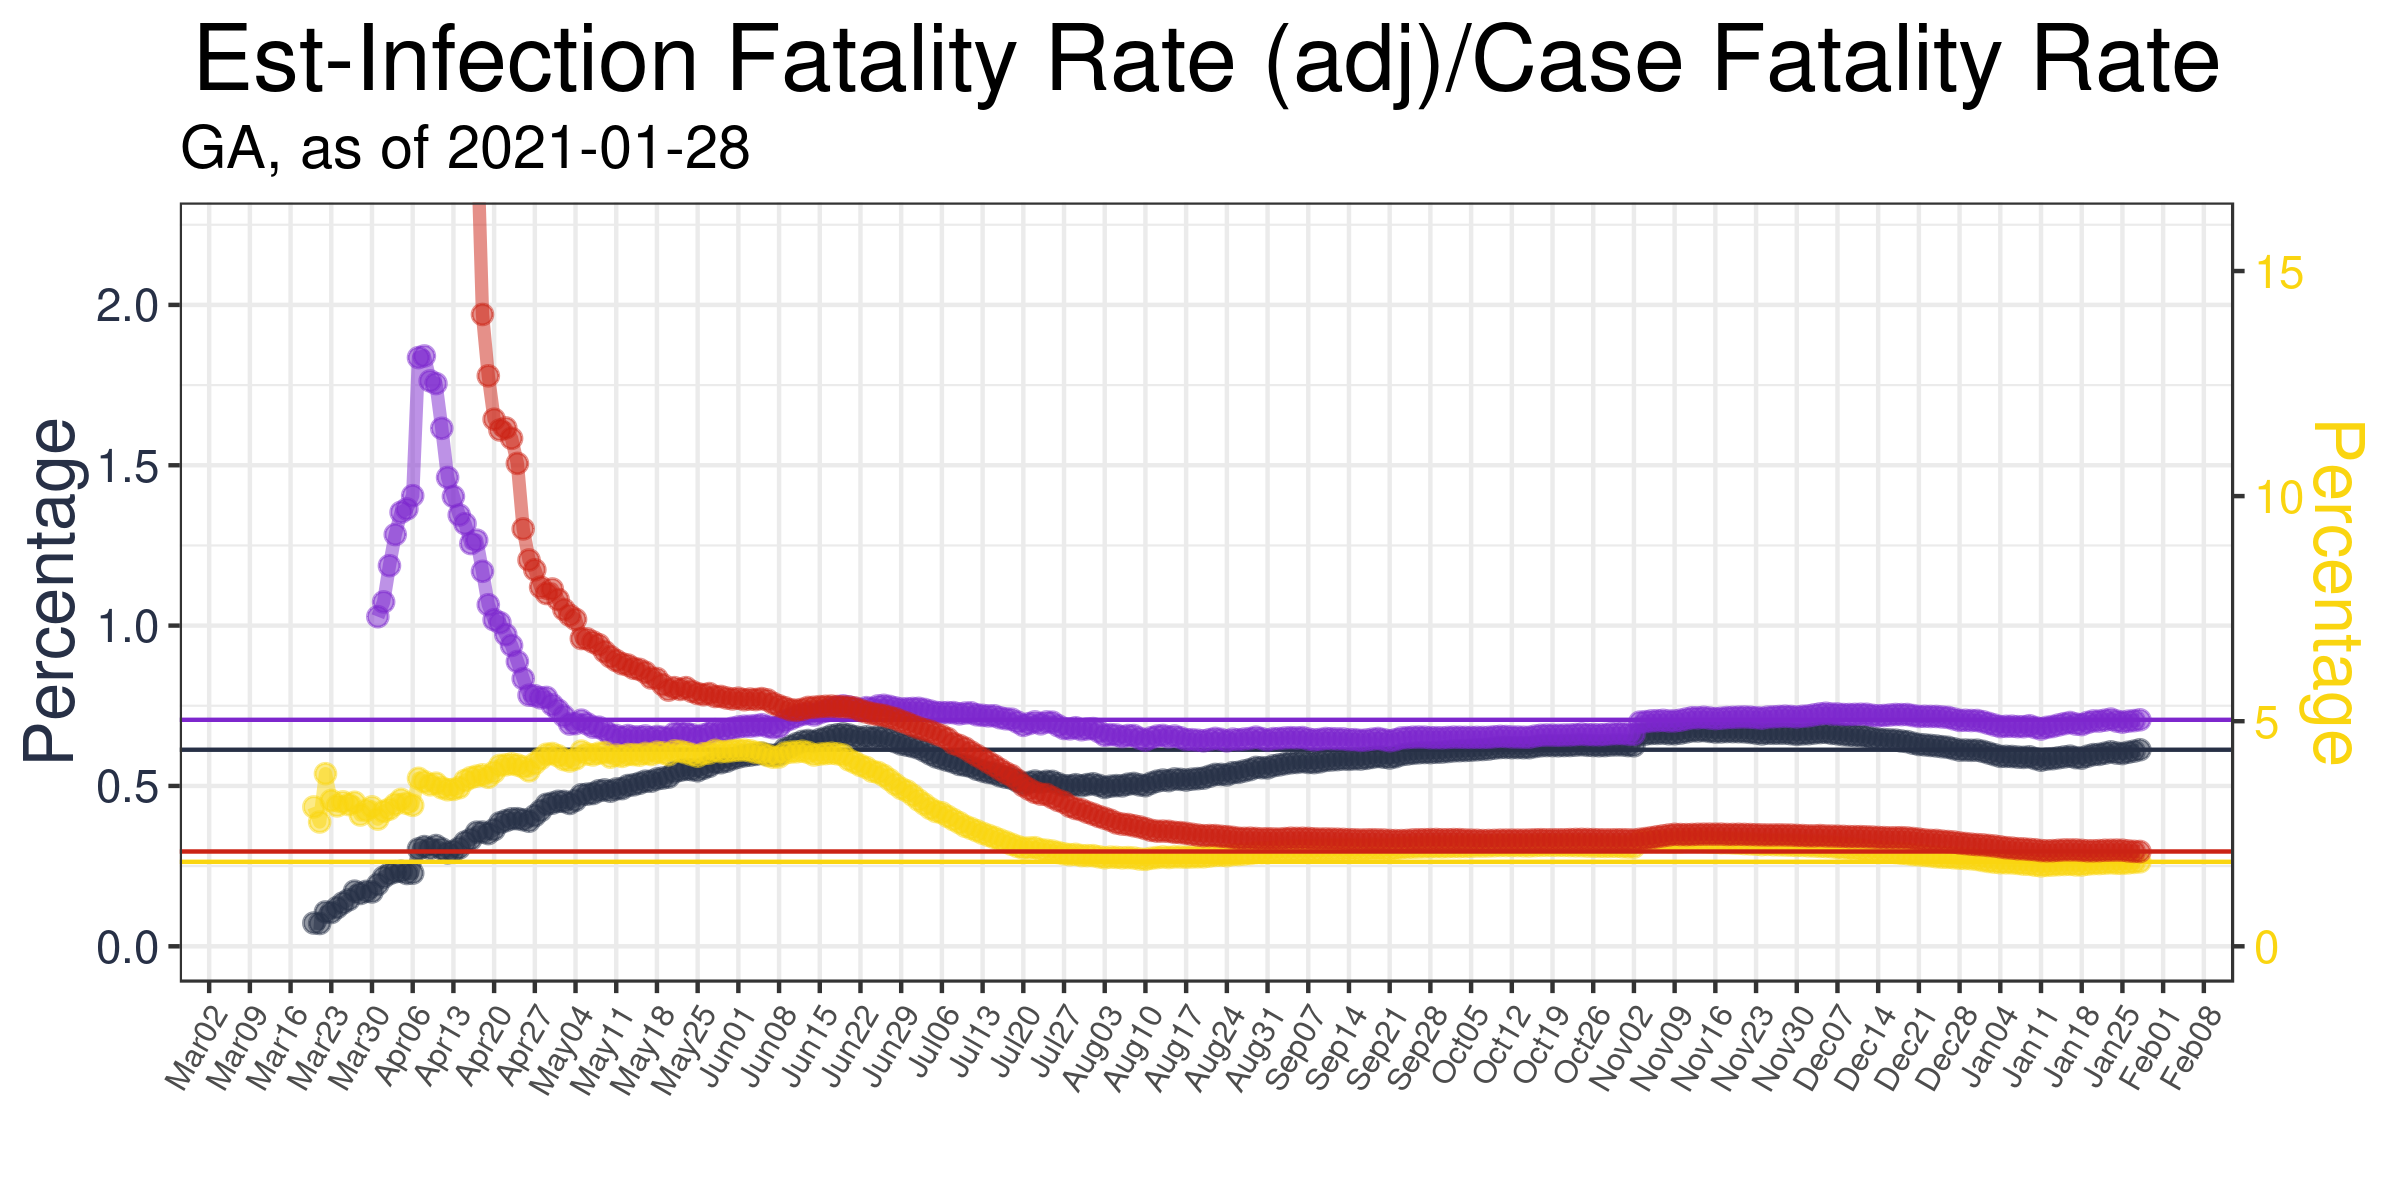 Est-Infection Fatality Rate (adj)/Case Fatality Rate
GA, as of 2021-01-28
Percentage
2.0
1.5
1.0
0.5
0.0
15
10
5
0
Percentage
Mar02
Mar09
Mar16
Mar23
Mar30
Apr06
Apr13
Apr20
Apr27
May04
May11
May18
May25
Jun01
Jun08
Jun15
Jun22
Jun29
Jul06
Jul13
Jul20
Jul27
Aug03
Aug10
Aug17
Aug24
Aug31
Sep07
Sep14
Sep21
Sep28
Oct05
Oct12
Oct19
Oct26
Nov02
Nov09
Nov16
Nov23
Nov30
Dec07
Dec14
Dec21
Dec28
Jan04
Jan11
Jan18
Jan25
Feb01
Feb08